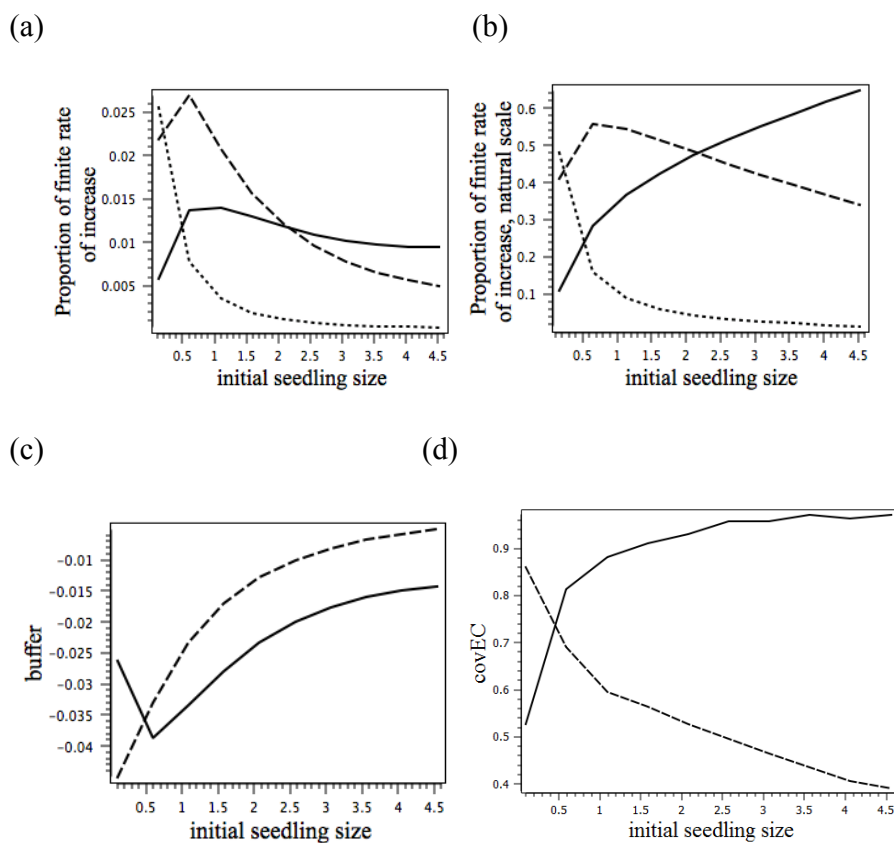 (a)
Proportion of finite rate
of increase
0.025
0.02
0.015
0.01
0.005
0.5 1 1.5 2 2.5 3 3.5 4 4.5
initial seedling size
(b)
Proportion of finite rate
of increase, natural scale
0.6
0.5
0.4
0.3
0.2
0.1
0.5 1 1.5 2 2.5 3 3.5 4 4.5
initial seedling size
(c)
buffer
-0.01
-0.015
-0.02
-0.025
-0.03
-0.035
-0.04
0.5 1 1.5 2 2.5 3 3.5 4 4.5
initial seedling size
(d)
covEC
0.9
0.8
0.7
0.6
0.5
0.4
0.5 1 1.5 2 2.5 3 3.5 4 4.5
initial seedling size